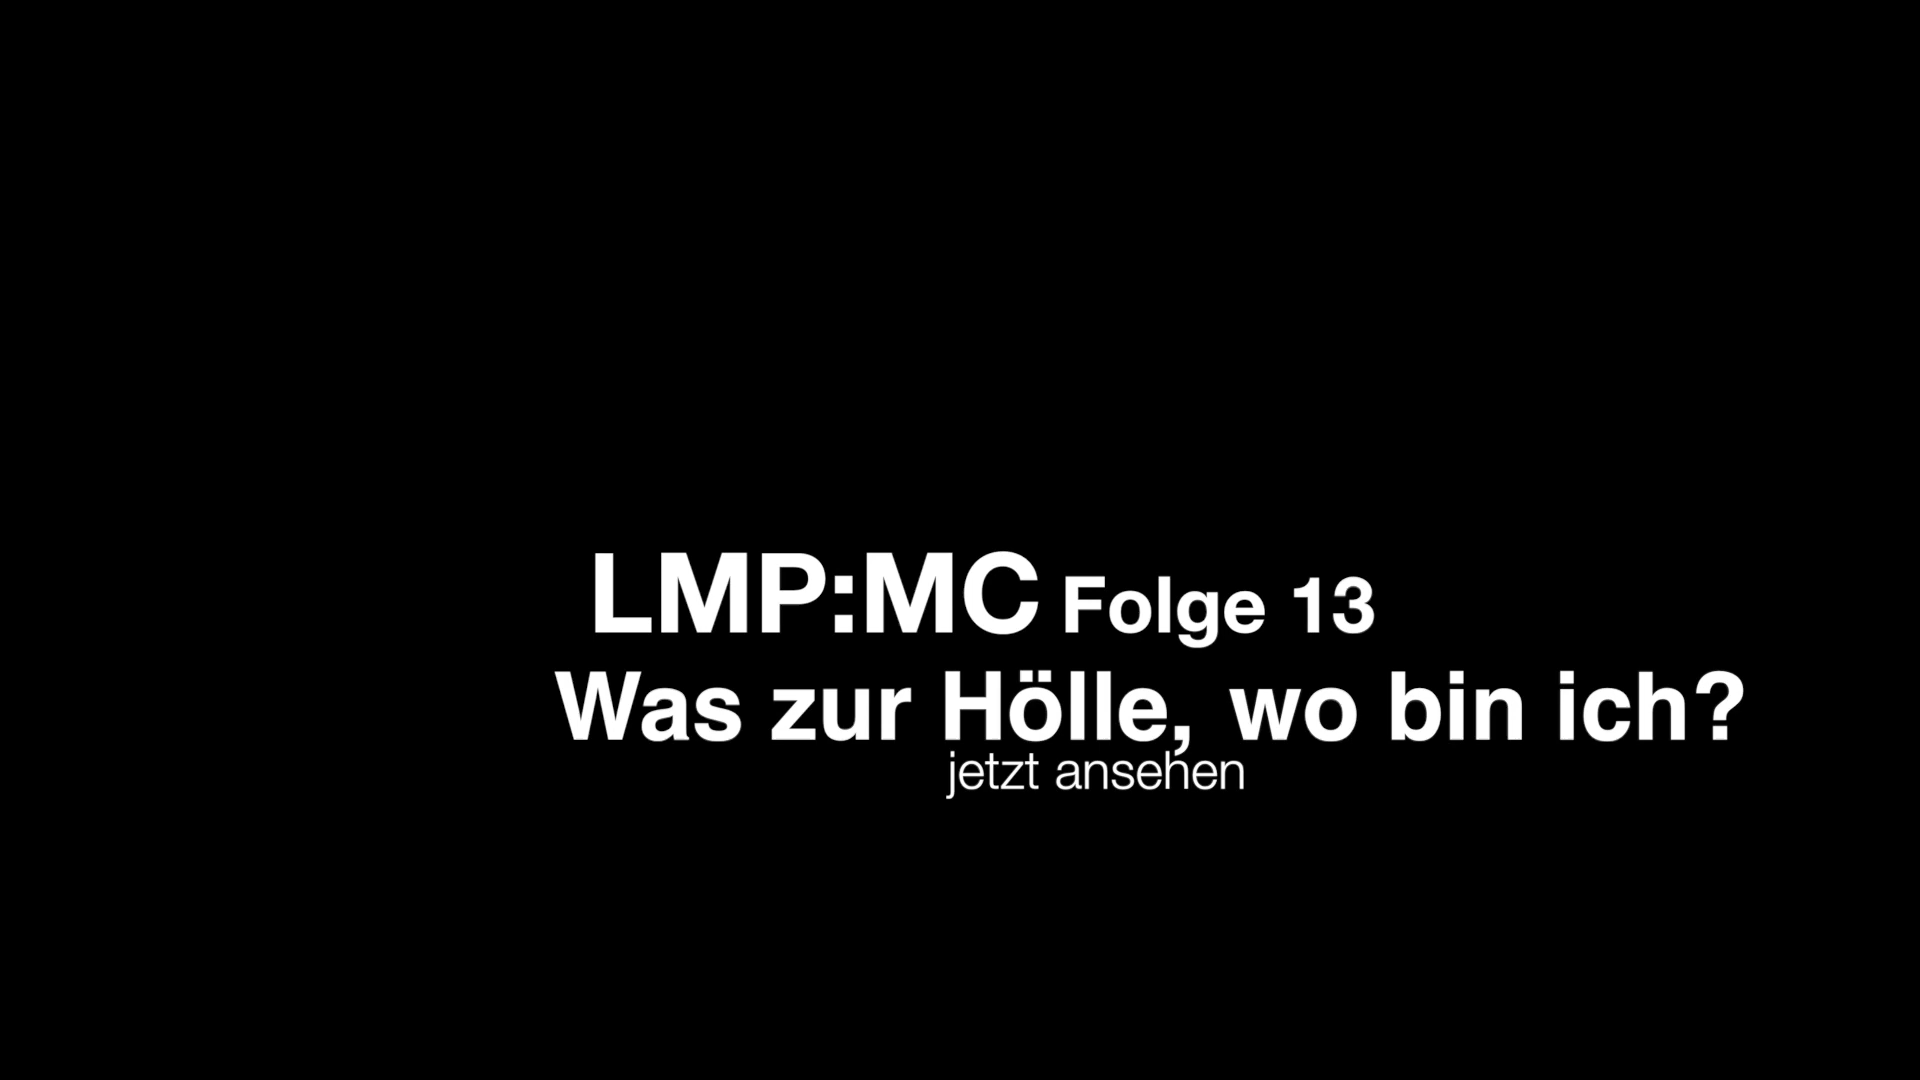 LMP:MC Folge 13
Was zur Hölle, wo bin ich?
jetzt ansehen